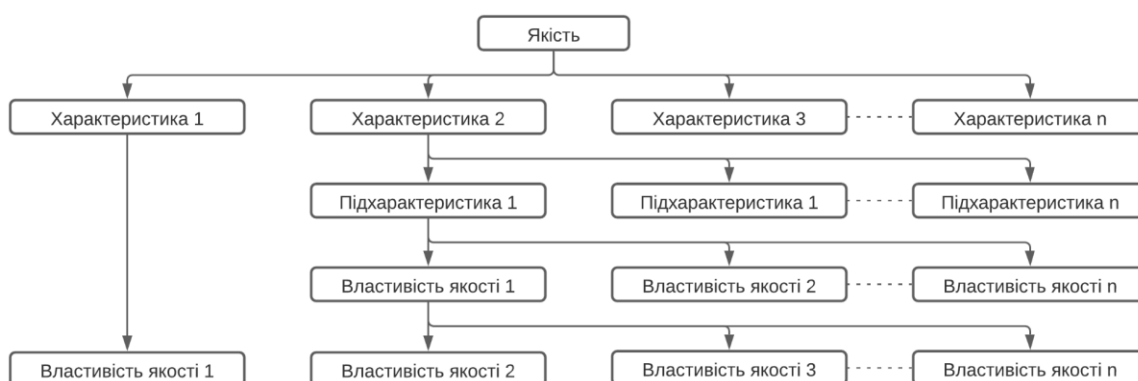 Якість
Характеристика 1
Характеристика 2
Характеристика 3
Характеристика n
Підхарактеристика 1
Підхарактеристика 1
Підхарактеристика n
Властивість якості 1
Властивість якості 2
Властивість якості n
Властивість якості 1
Властивість якості 2
Властивість якості 3
Властивість якості n